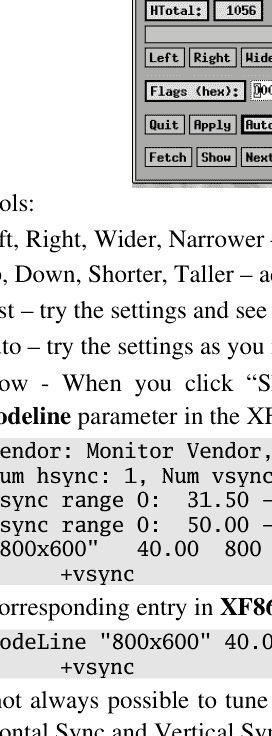 HTotal: 1056
Left Right Wide
Flags (hex):
Quit Apply Auto
Fetch Show Next
ols:
ft, Right, Wider, Narrower –
o, Down, Shorter, Taller – a
st – try the settings and see
uto – try the settings as you
ow - When you click “S
odeline parameter in the XF
endor: Monitor Vendor,
um hsync: 1, Num vsync
sync range 0: 31.50 –
sync range 0: 50.00 –
800x600" 40.00 800
+vsync
orresponding entry in XF86
odeLine "800x600" 40.0
+vsync
not always possible to tune
ontal Sync and Vertical Syn